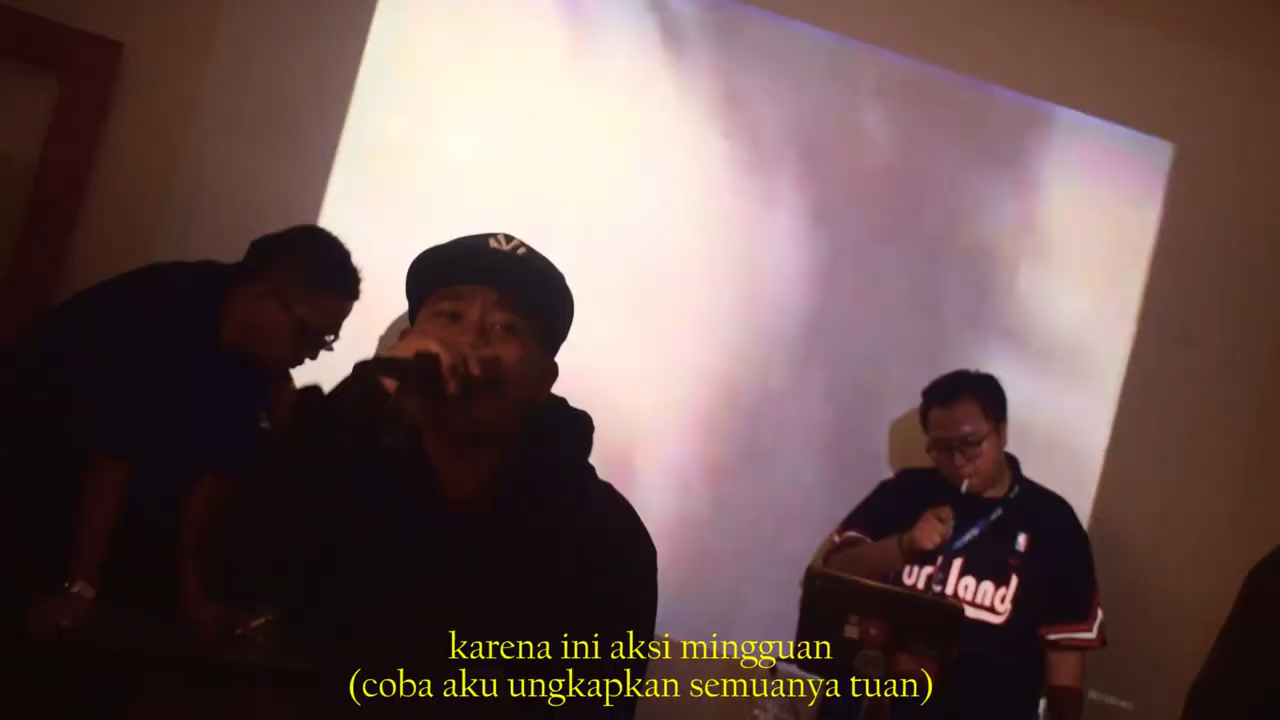 karena ini aksi mingguan
(coba aku ungkapkan semuanya tuan)